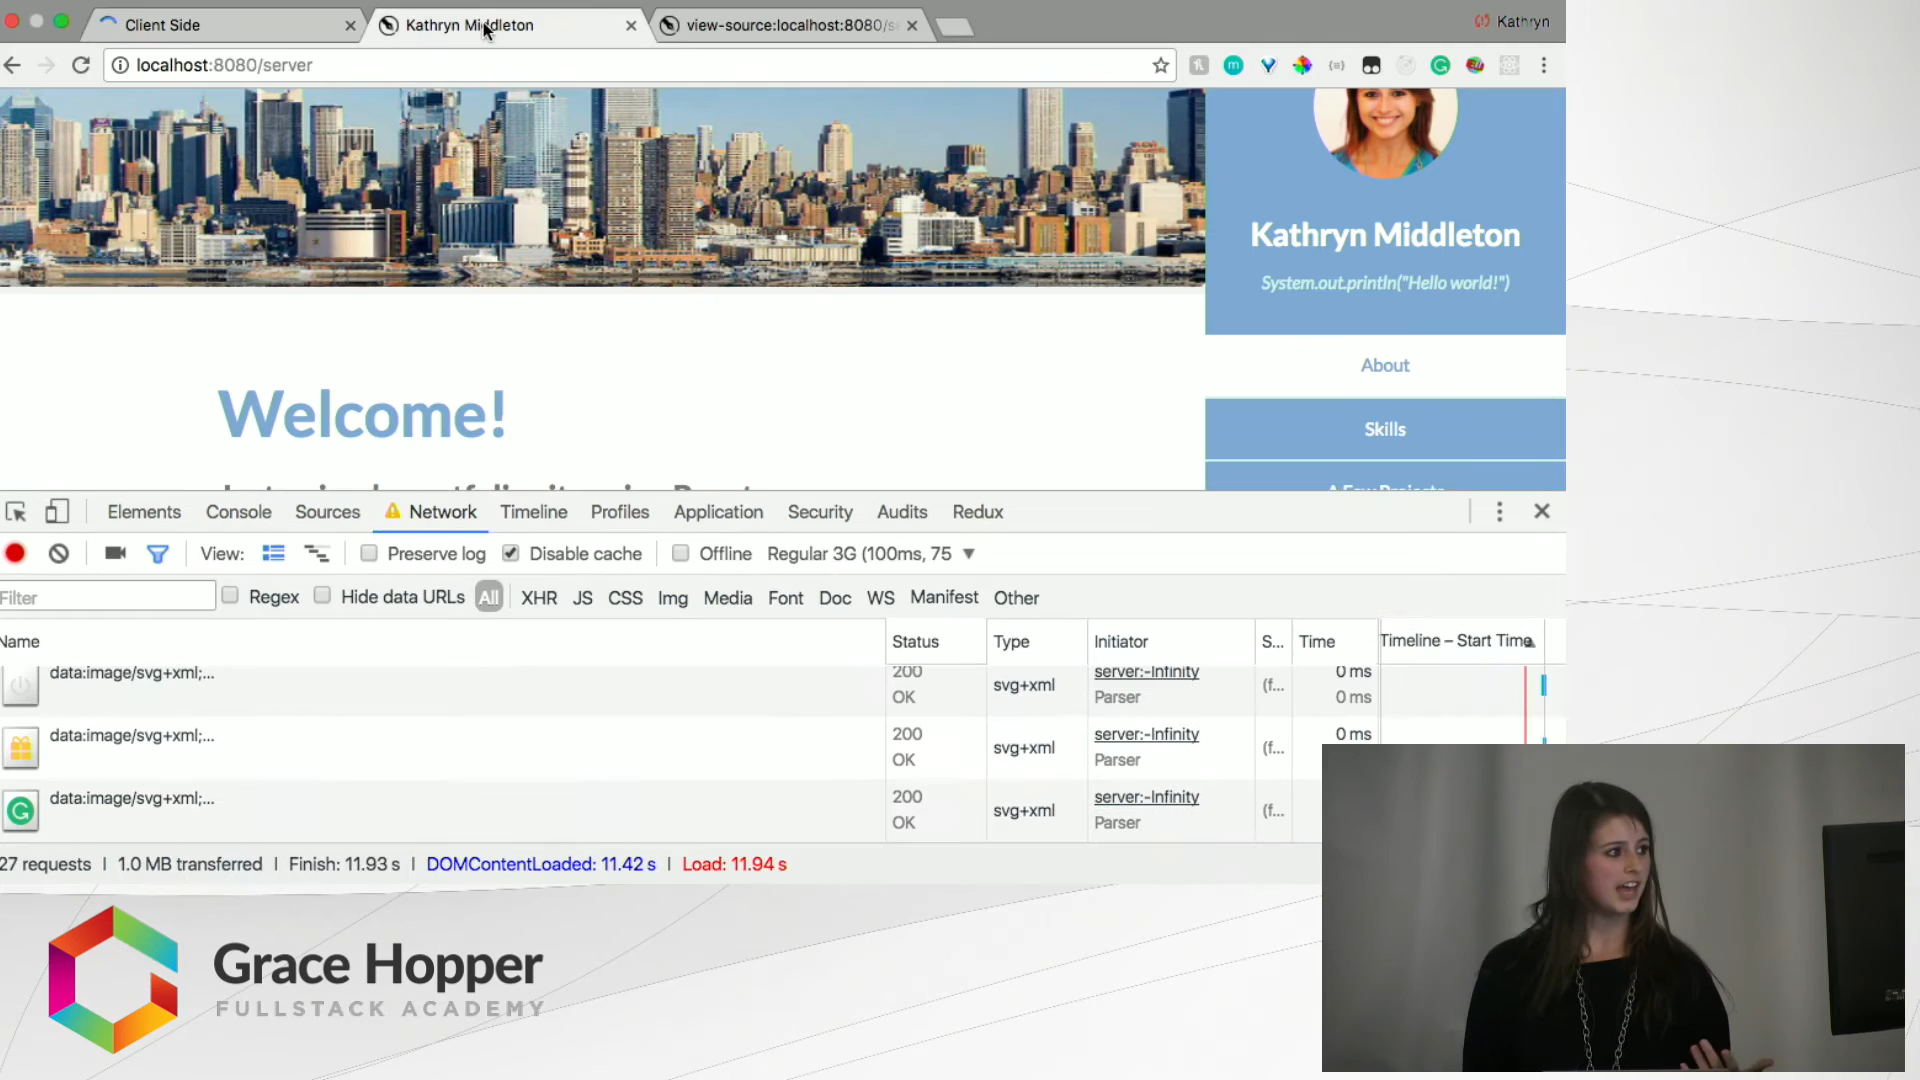 Client Side
Kathryn Middleton
view-source:localhost:8080/s
Kathryn
localhost:8080/server
Kathryn Middleton
System.out.println("Hello world!")
About
Skills
A Few Projects
Welcome!
Elements Console Sources Network Timeline Profiles Application Security Audits Redux
View: Preserve log Disable cache Offline Regular 3G (100ms, 75
Filter Regex Hide data URLs All XHR JS CSS Img Media Font Doc WS Manifest Other
Name Status Type Initiator S... Time Timeline – Start Time
data:image/svg+xml;... 200 OK svg+xml server:-Infinity Parser (f... 0 ms 0 ms
data:image/svg+xml;... 200 OK svg+xml server:-Infinity Parser (f... 0 ms
data:image/svg+xml;... 200 OK svg+xml server:-Infinity Parser (f...
27 requests | 1.0 MB transferred | Finish: 11.93 s | DOMContentLoaded: 11.42 s | Load: 11.94 s
Grace Hopper
FULLSTACK ACADEMY